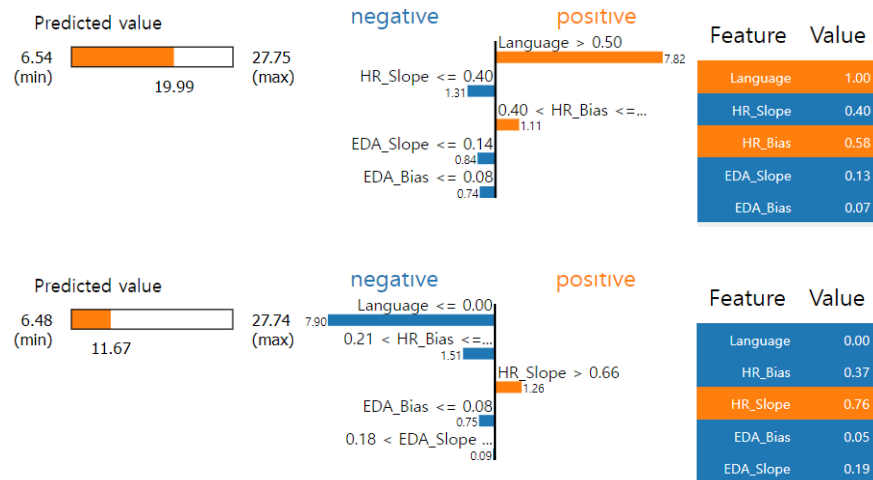 Predicted value
6.54
(min)
27.75
(max)
19.99
negative
positive
Language > 0.50
7.82
HR_Slope <= 0.40
1.31
0.40 < HR_Bias <=...
1.11
EDA_Slope <= 0.14
0.84
EDA_Bias <= 0.08
0.74
Feature Value
Language 1.00
HR_Slope 0.40
HR_Bias 0.58
EDA_Slope 0.13
EDA_Bias 0.07
Predicted value
6.48
(min)
27.74
(max)
11.67
negative
positive
Language <= 0.00
7.90
0.21 < HR_Bias <=...
1.51
HR_Slope > 0.66
1.26
EDA_Bias <= 0.08
0.75
0.18 < EDA_Slope ...
0.09
Feature Value
Language 0.00
HR_Bias 0.37
HR_Slope 0.76
EDA_Bias 0.05
EDA_Slope 0.19